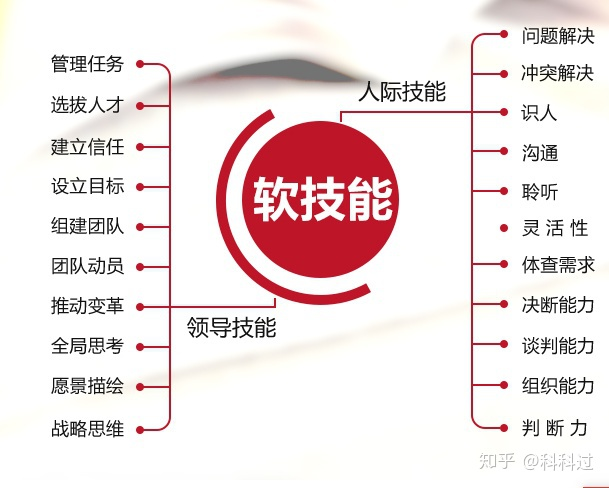 管理任务
选拔人才
建立信任
设立目标
组建团队
团队动员
推动变革
全局思考
愿景描绘
战略思维
领导技能
软技能
人际技能
问题解决
冲突解决
识人
沟通
聆听
灵活性
体查需求
决断能力
谈判能力
组织能力
判断力
知乎 @科科过